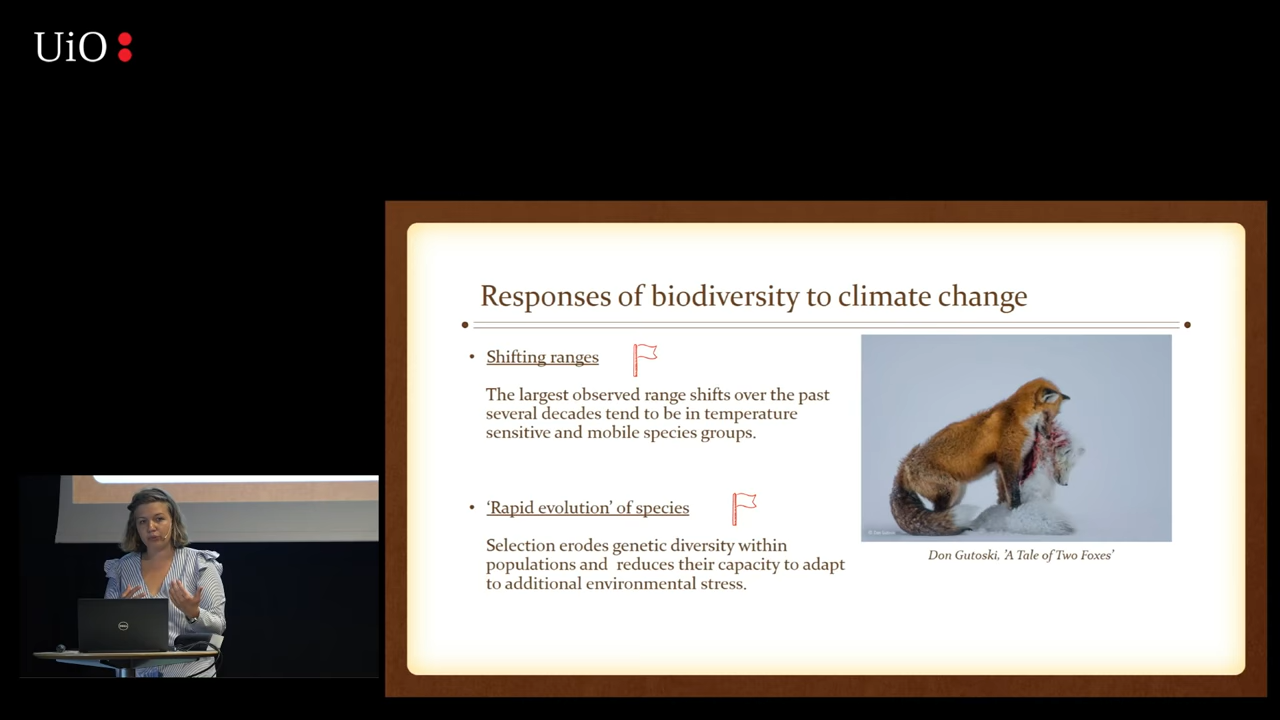 UiO
Responses of biodiversity to climate change
• Shifting ranges
The largest observed range shifts over the past
several decades tend to be in temperature
sensitive and mobile species groups.
• ‘Rapid evolution’ of species
Selection erodes genetic diversity within
populations and reduces their capacity to adapt
to additional environmental stress.
Don Gutoski, ‘A Tale of Two Foxes’
DELL